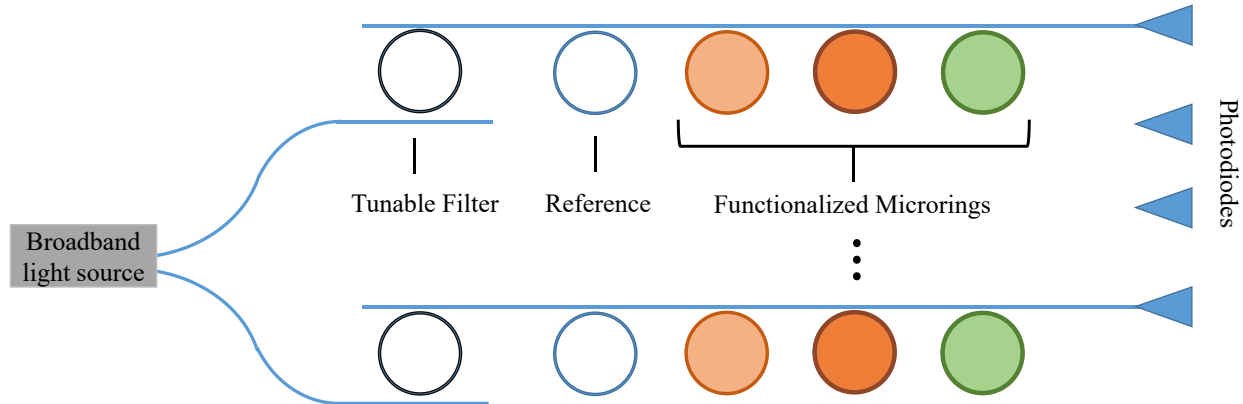 Tunable Filter
Reference
Functionalized Microrings
Photodiodes
Broadband
light source